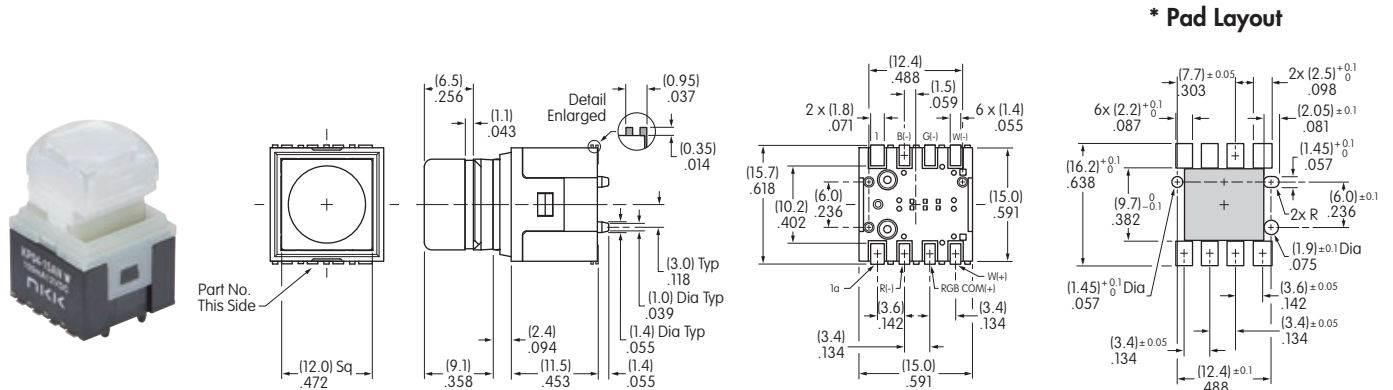 * Pad Layout
KP04-15AN W
100mA12VDC
NKK
Part No.
This Side
(12.0) Sq
.472
(6.5)
.256
(1.1)
.043
Detail
Enlarged
(0.95)
.037
(0.35)
.014
(3.0) Typ
.118
(1.0) Dia Typ
.039
(1.4) Dia Typ
.055
(1.4)
.055
(2.4)
.094
(9.1)
.358
(11.5)
.453
(12.4)
.488
(1.5)
.059
2 x (1.8)
.071
6 x (1.4)
.055
1 B(-) G(-) W(-)
(15.7)
.618
(10.2)
.402
(6.0)
.236
(15.0)
.591
1a R(-) RGB COM(+) W(+)
(3.6)
.142
(3.4)
.134
(3.4)
.134
(15.0)
.591
(7.7) ±0.05
.303
2x (2.5) +0.1 0
.098
6x (2.2) +0.1 0
.087
(2.05) ±0.1
.081
(1.45) +0.1 0
.057
(16.2) +0.1 0
.638
(9.7) 0 -0.1
.382
2x R
(6.0) ±0.1
.236
(1.9) ±0.1 Dia
.075
(1.45) +0.1 0 Dia
.057
(3.6) ±0.05
.142
(3.4) ±0.05
.134
(3.4) ±0.05
.134
(12.4) ±0.1
.488